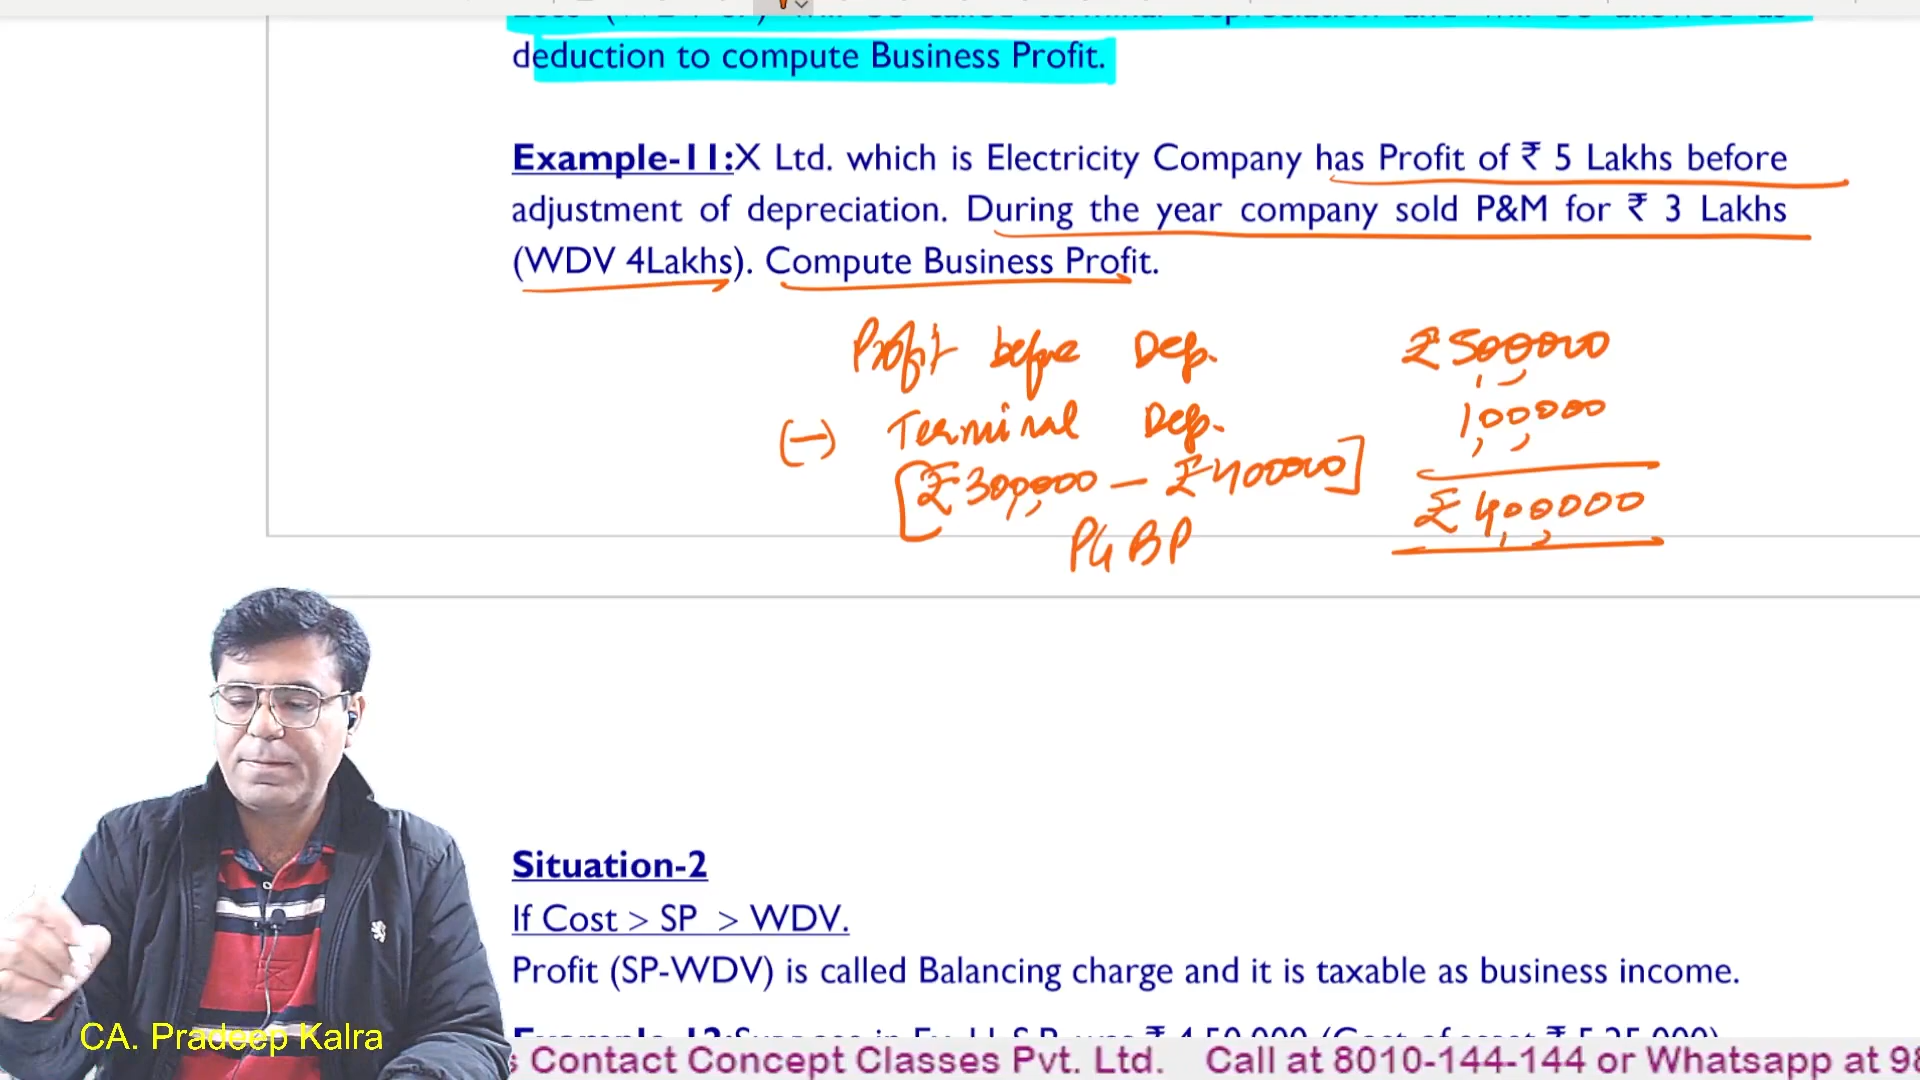 deduction to compute Business Profit.
Example-11:X Ltd. which is Electricity Company has Profit of ₹ 5 Lakhs before
adjustment of depreciation. During the year company sold P&M for ₹ 3 Lakhs
(WDV 4Lakhs). Compute Business Profit.
Profit before Dep. ₹500000
(-) Terminal Dep. 100000
[₹300000 - ₹400000]
₹400000
PGBP
Situation-2
If Cost > SP > WDV.
Profit (SP-WDV) is called Balancing charge and it is taxable as business income.
CA. Pradeep Kalra
s Contact Concept Classes Pvt. Ltd. Call at 8010-144-144 or Whatsapp at 98